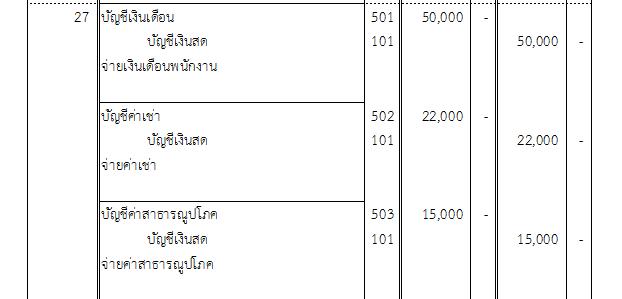 27 บัญชีเงินเดือน 501 50,000 -
บัญชีเงินสด 101 50,000 -
จ่ายเงินเดือนพนักงาน
บัญชีค่าเช่า 502 22,000 -
บัญชีเงินสด 101 22,000 -
จ่ายค่าเช่า
บัญชีค่าสาธารณูปโภค 503 15,000 -
บัญชีเงินสด 101 15,000 -
จ่ายค่าสาธารณูปโภค